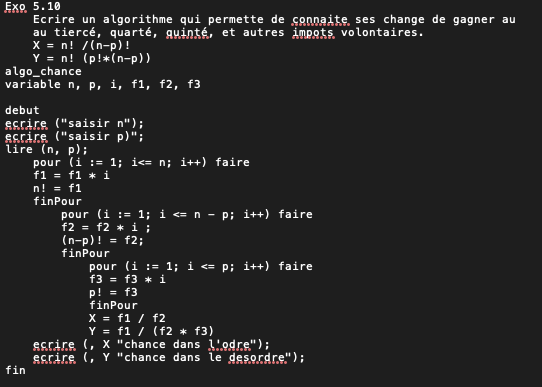 Exo 5.10
Ecrire un algorithme qui permette de connaite ses change de gagner au
au tiercé, quarté, quinté, et autres impots volontaires.
X = n! /(n-p)!
Y = n! (p!*(n-p))
algo_chance
variable n, p, i, f1, f2, f3
debut
ecrire ("saisir n");
ecrire ("saisir p)";
lire (n, p);
pour (i := 1; i<= n; i++) faire
f1 = f1 * i
n! = f1
finPour
pour (i := 1; i <= n - p; i++) faire
f2 = f2 * i ;
(n-p)! = f2;
finPour
pour (i := 1; i <= p; i++) faire
f3 = f3 * i
p! = f3
finPour
X = f1 / f2
Y = f1 / (f2 * f3)
ecrire (, X "chance dans l'odre");
ecrire (, Y "chance dans le desordre");
fin